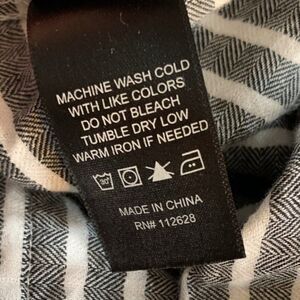 MACHINE WASH COLD
WITH LIKE COLORS
DO NOT BLEACH
TUMBLE DRY LOW
WARM IRON IF NEEDED
30°
MADE IN CHINA
RN# 112628